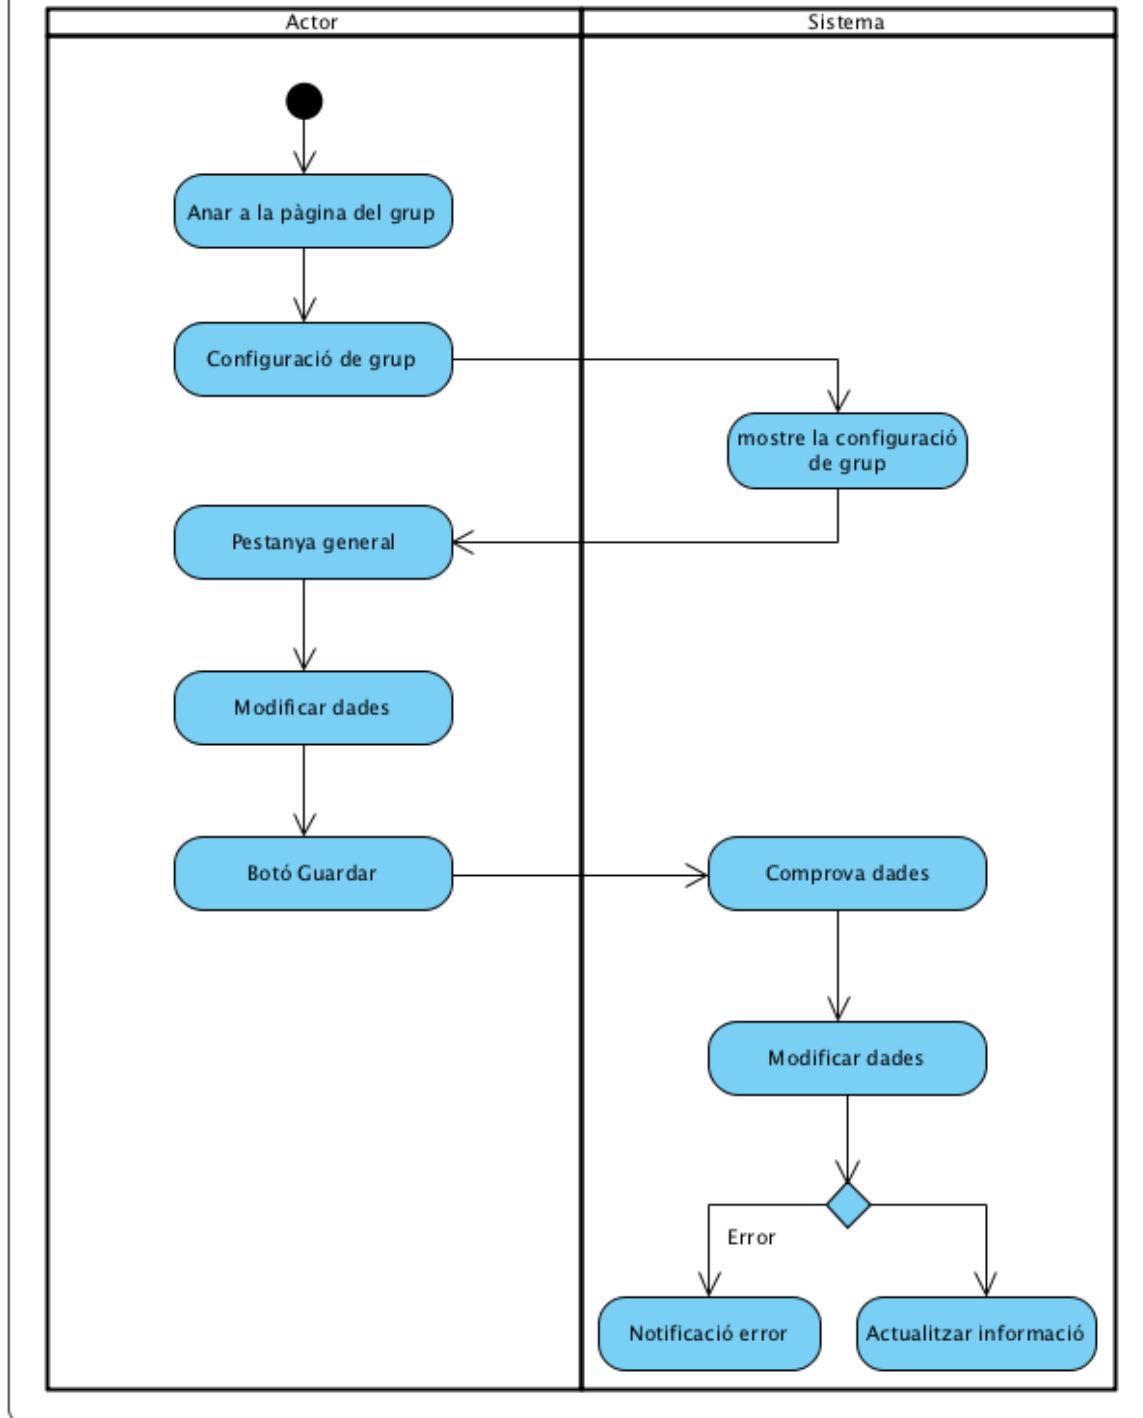 Actor
Sistema
Anar a la pàgina del grup
Configuració de grup
mostre la configuració
de grup
Pestanya general
Modificar dades
Botó Guardar
Comprova dades
Modificar dades
Error
Notificació error
Actualitzar informació